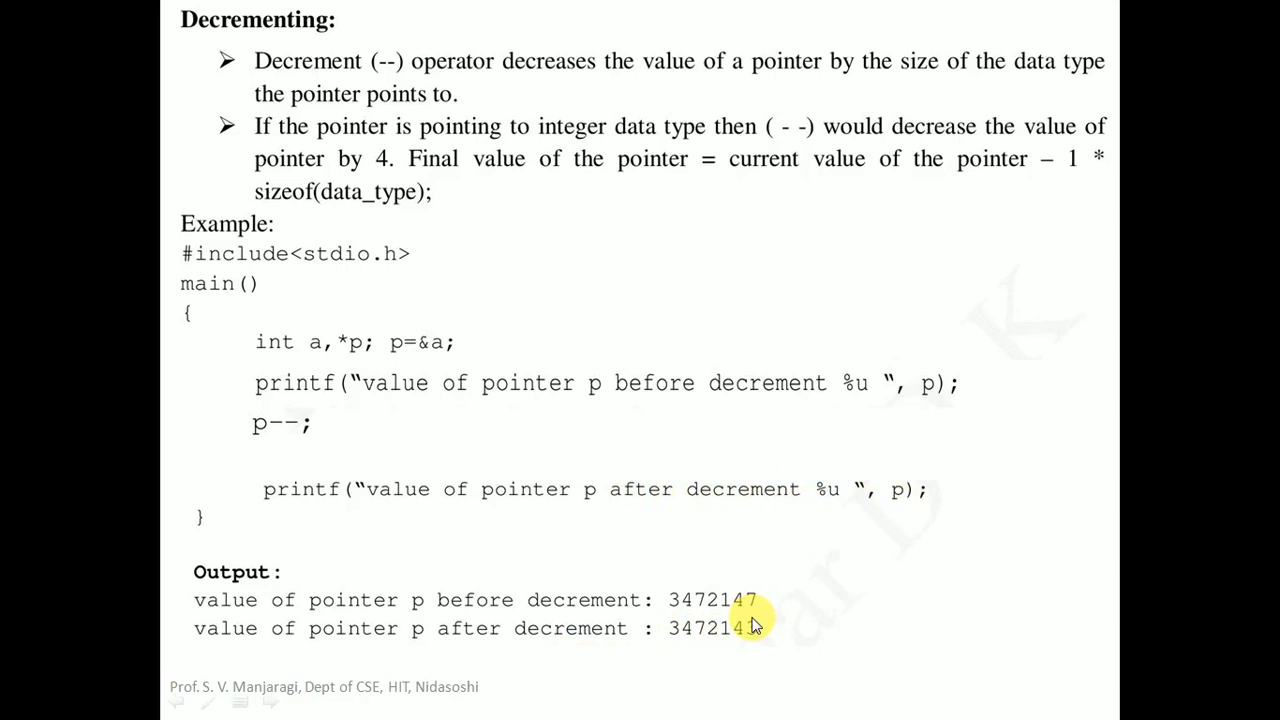 Decrementing:
➢ Decrement (--) operator decreases the value of a pointer by the size of the data type
the pointer points to.
➢ If the pointer is pointing to integer data type then ( - -) would decrease the value of
pointer by 4. Final value of the pointer = current value of the pointer – 1 *
sizeof(data_type);
Example:
#include<stdio.h>
main()
{
int a,*p; p=&a;
printf(“value of pointer p before decrement %u “, p);
p--;
printf(“value of pointer p after decrement %u “, p);
}
Output:
value of pointer p before decrement: 3472147
value of pointer p after decrement : 3472143
Prof. S. V. Manjaragi, Dept of CSE, HIT, Nidasoshi